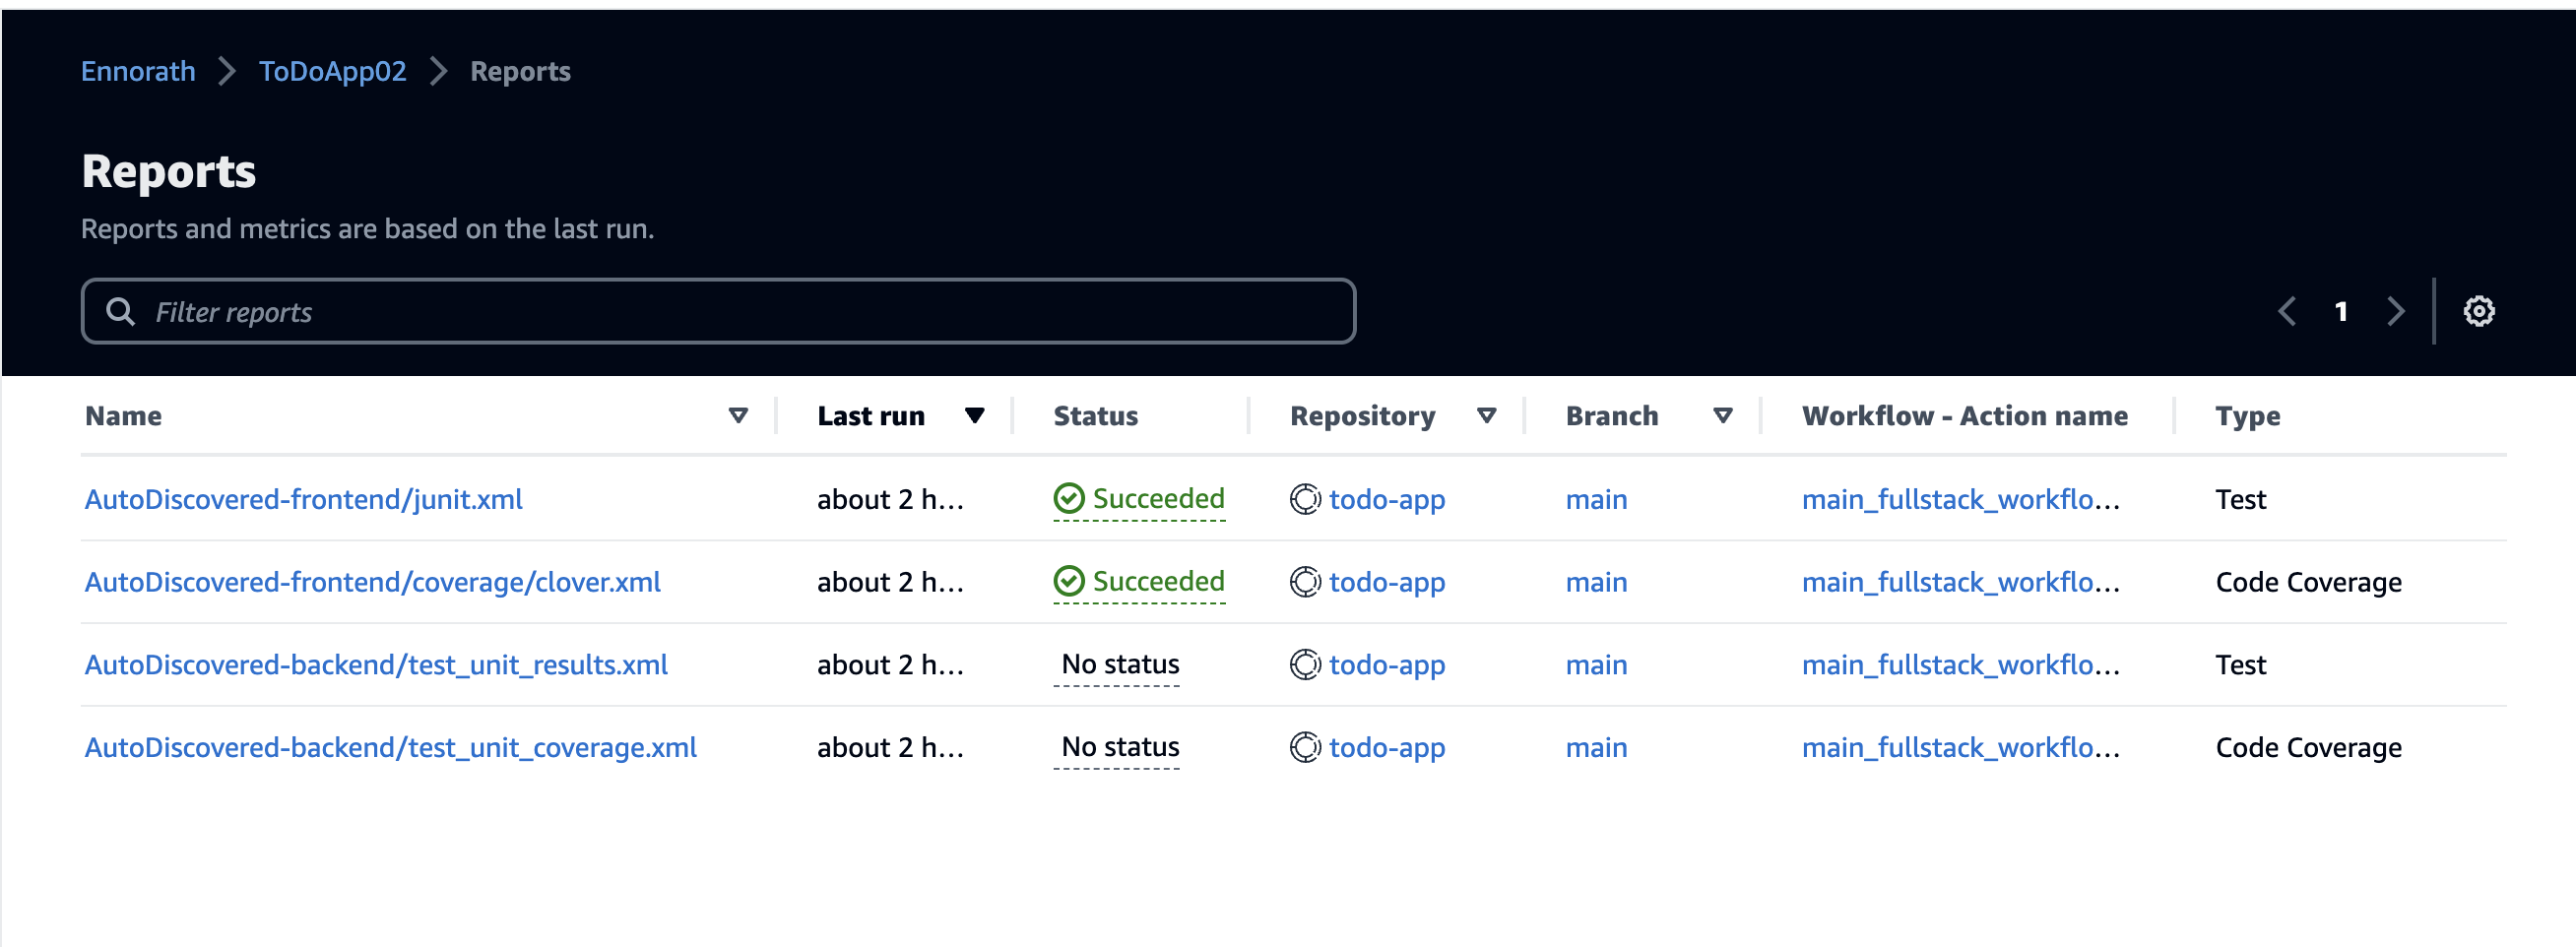 Ennorath > ToDoApp02 > Reports
Reports
Reports and metrics are based on the last run.
Filter reports 1
Name Last run Status Repository Branch Workflow - Action name Type
AutoDiscovered-frontend/junit.xml about 2 h... Succeeded todo-app main main_fullstack_workflo... Test
AutoDiscovered-frontend/coverage/clover.xml about 2 h... Succeeded todo-app main main_fullstack_workflo... Code Coverage
AutoDiscovered-backend/test_unit_results.xml about 2 h... No status todo-app main main_fullstack_workflo... Test
AutoDiscovered-backend/test_unit_coverage.xml about 2 h... No status todo-app main main_fullstack_workflo... Code Coverage